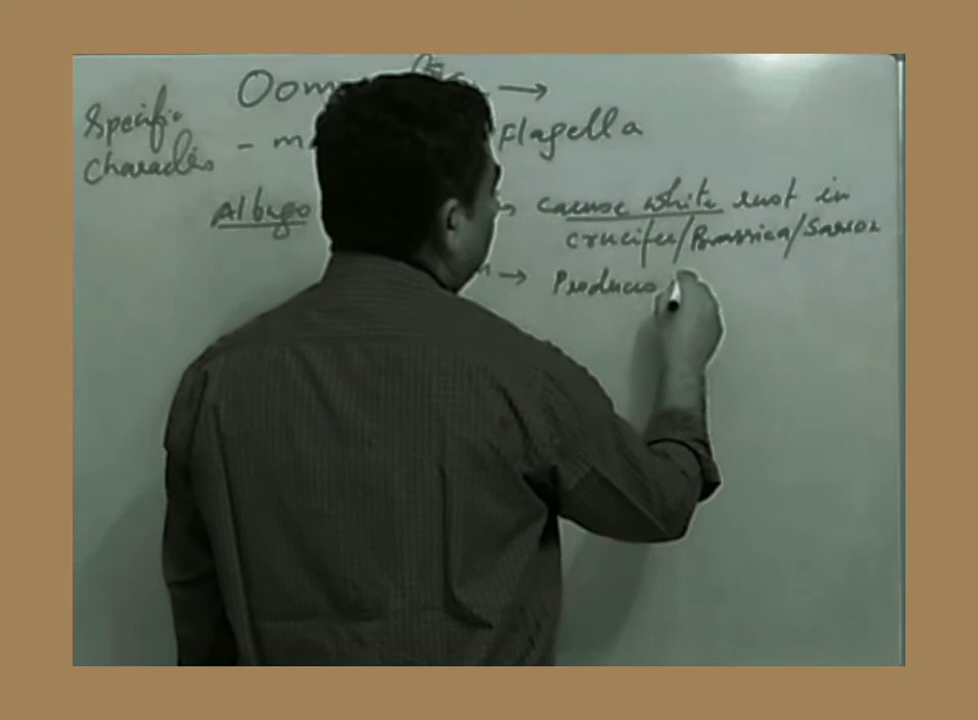 Specific Oom →
Characters - m Flagella
Albugo cause white rust in
crucifer/Brassica/Sarson
→ Produces